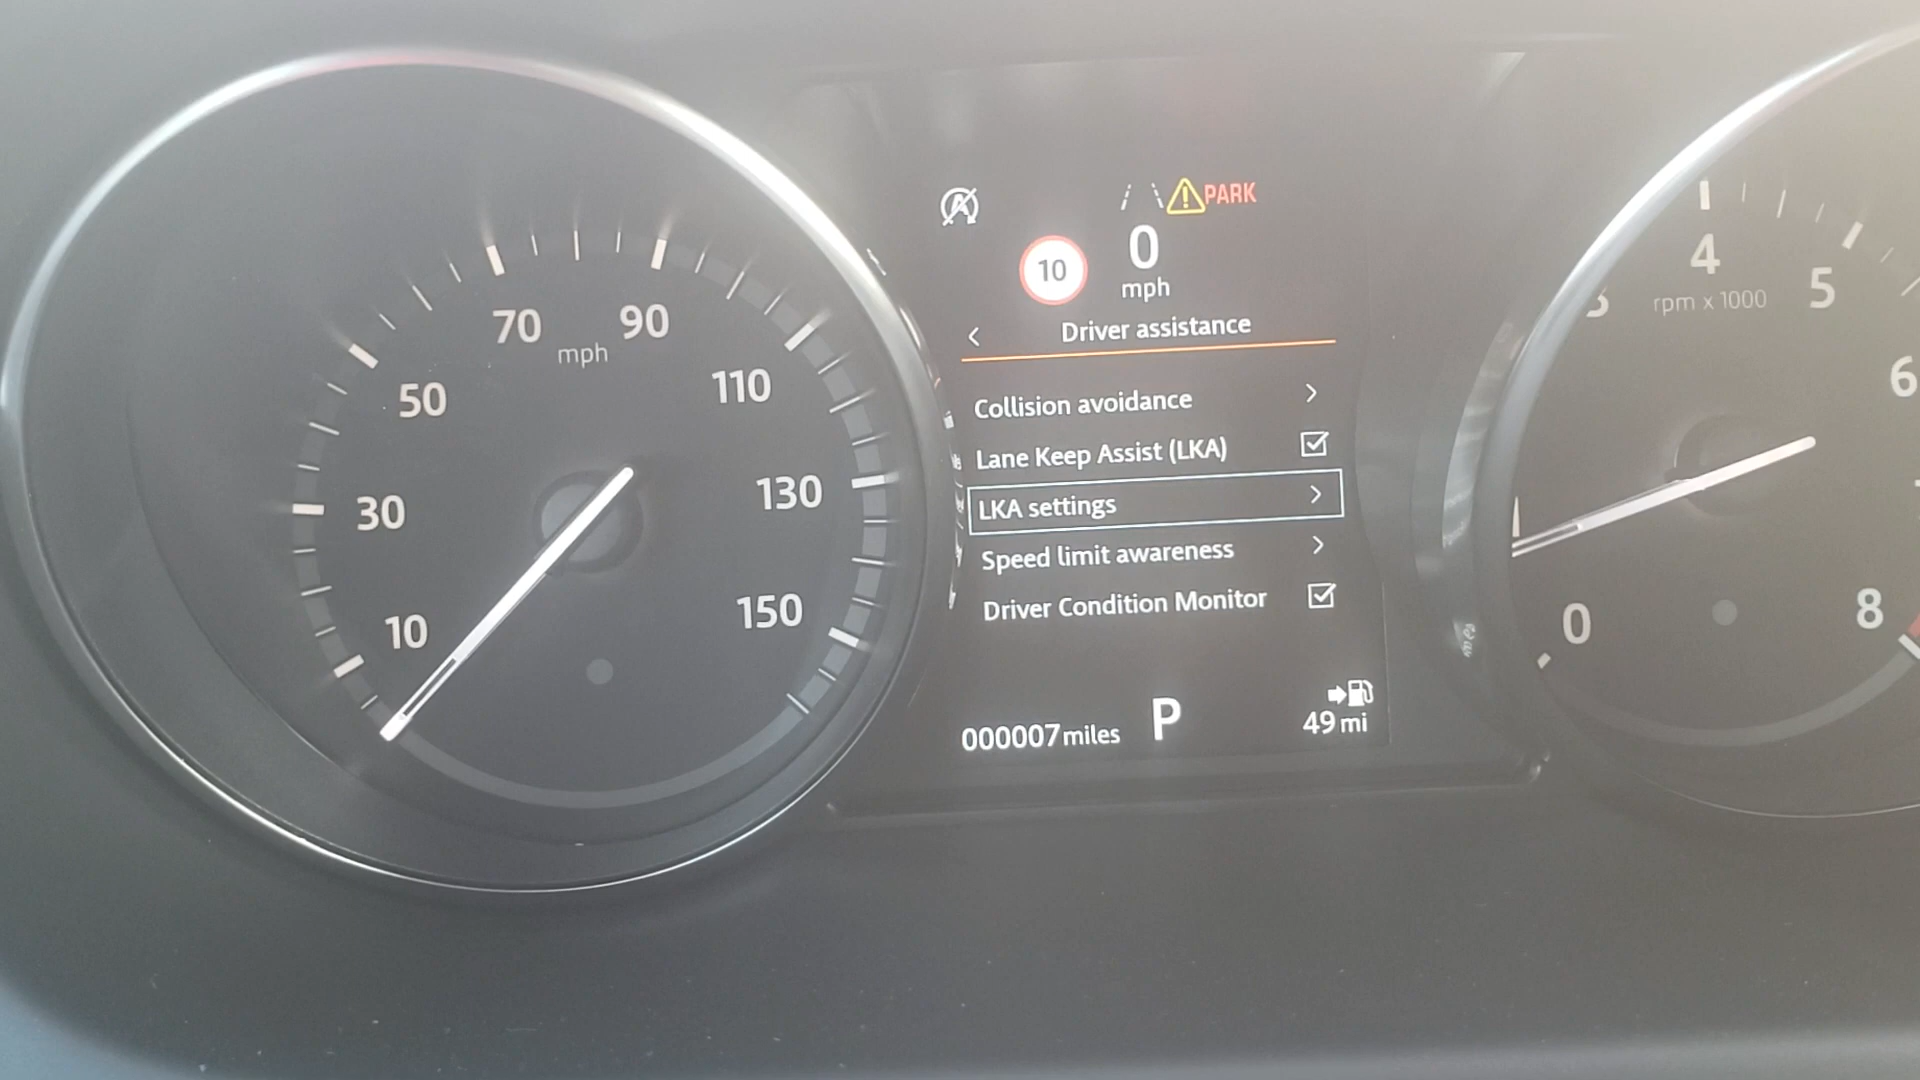 PARK
10
0
mph
Driver assistance
Collision avoidance
Lane Keep Assist (LKA)
LKA settings
Speed limit awareness
Driver Condition Monitor
000007 miles
P
49 mi
10
30
50
70
mph
90
110
130
150
0
3
4
rpm x 1000
5
6
8